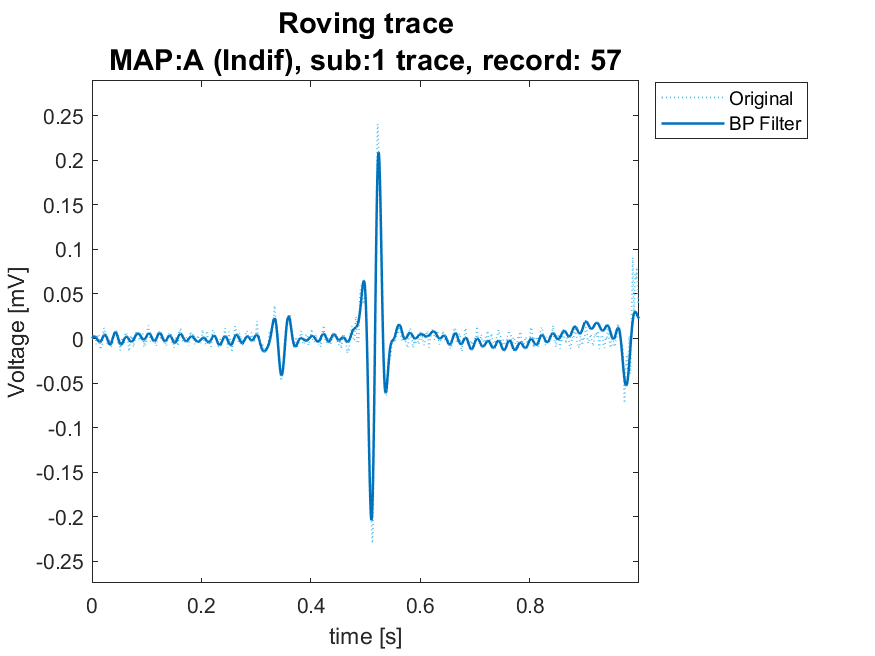 Roving trace
MAP:A (Indif), sub:1 trace, record: 57
Original
BP Filter
0.25
0.2
0.15
0.1
0.05
0
-0.05
-0.1
-0.15
-0.2
-0.25
Voltage [mV]
0 0.2 0.4 0.6 0.8
time [s]